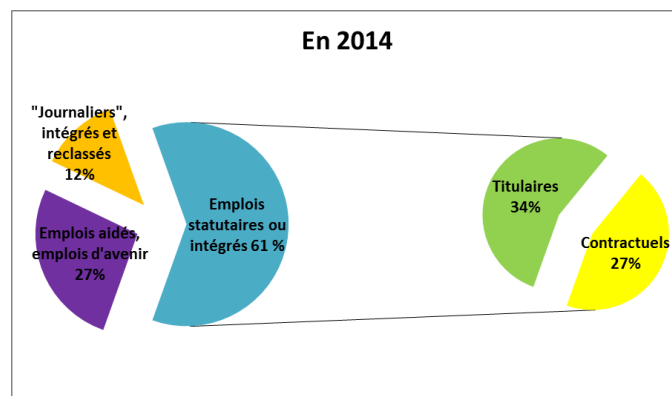 En 2014
"Journaliers",
intégrés et
reclassés
12%
Emplois aidés,
emplois d'avenir
27%
Emplois
statutaires ou
intégrés 61 %
Titulaires
34%
Contractuels
27%